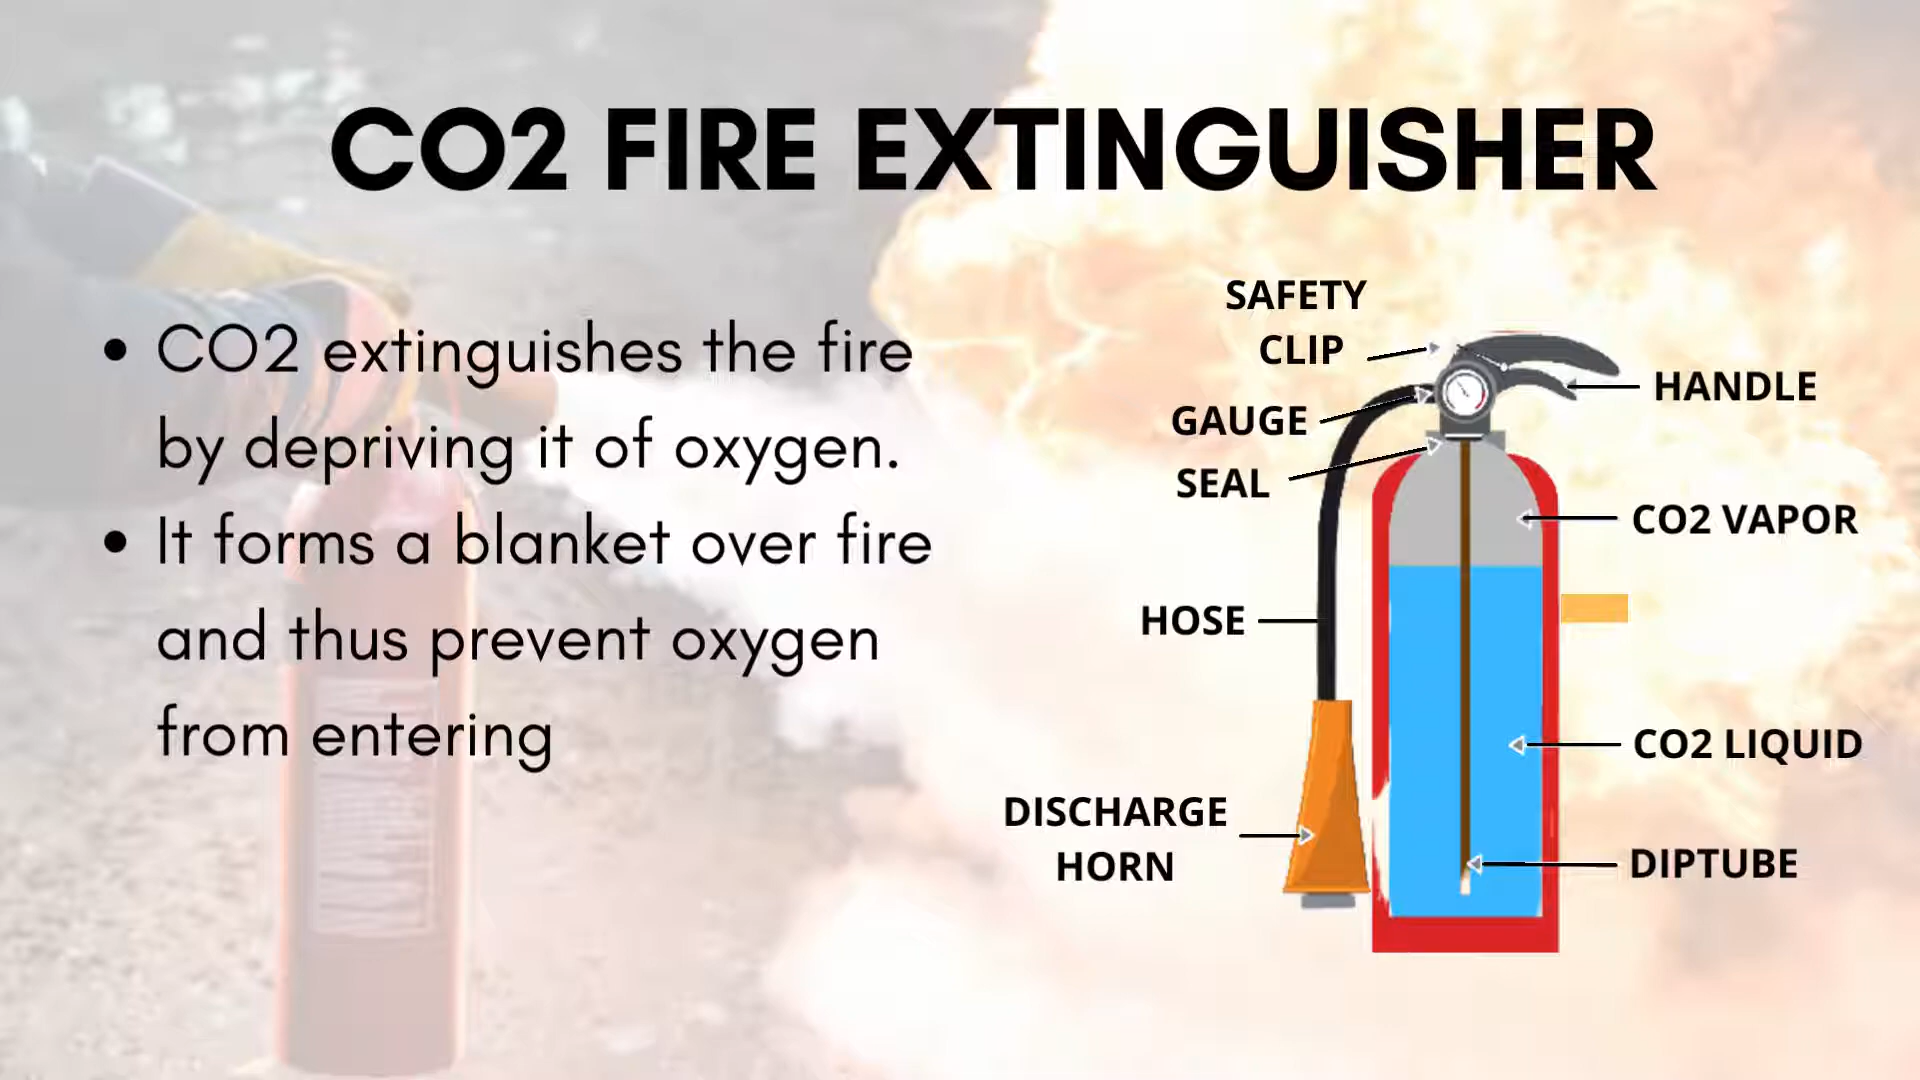 CO2 FIRE EXTINGUISHER
• CO2 extinguishes the fire
by depriving it of oxygen.
• It forms a blanket over fire
and thus prevent oxygen
from entering
SAFETY
CLIP
HANDLE
GAUGE
SEAL
CO2 VAPOR
HOSE
CO2 LIQUID
DISCHARGE
HORN
DIPTUBE